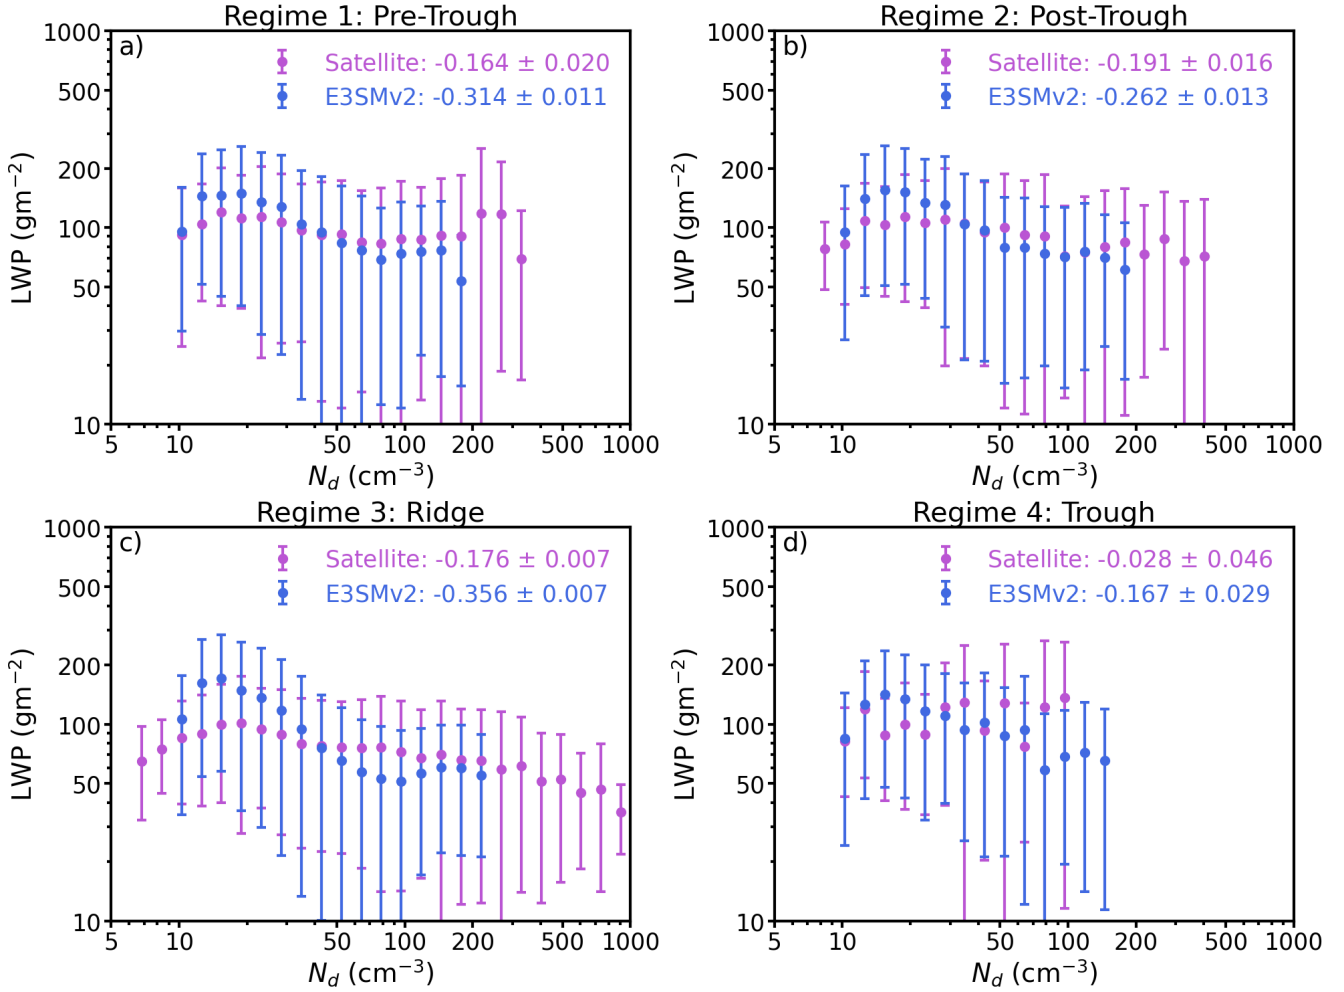 Regime 1: Pre-Trough
a)
Satellite: -0.164 ± 0.020
E3SMv2: -0.314 ± 0.011
1000
500
200
100
50
10
LWP (gm⁻²)
5 10 50 100 200 500 1000
N_d (cm⁻³)
Regime 2: Post-Trough
b)
Satellite: -0.191 ± 0.016
E3SMv2: -0.262 ± 0.013
1000
500
200
100
50
10
LWP (gm⁻²)
5 10 50 100 200 500 1000
N_d (cm⁻³)
Regime 3: Ridge
c)
Satellite: -0.176 ± 0.007
E3SMv2: -0.356 ± 0.007
1000
500
200
100
50
10
LWP (gm⁻²)
5 10 50 100 200 500 1000
N_d (cm⁻³)
Regime 4: Trough
d)
Satellite: -0.028 ± 0.046
E3SMv2: -0.167 ± 0.029
1000
500
200
100
50
10
LWP (gm⁻²)
5 10 50 100 200 500 1000
N_d (cm⁻³)